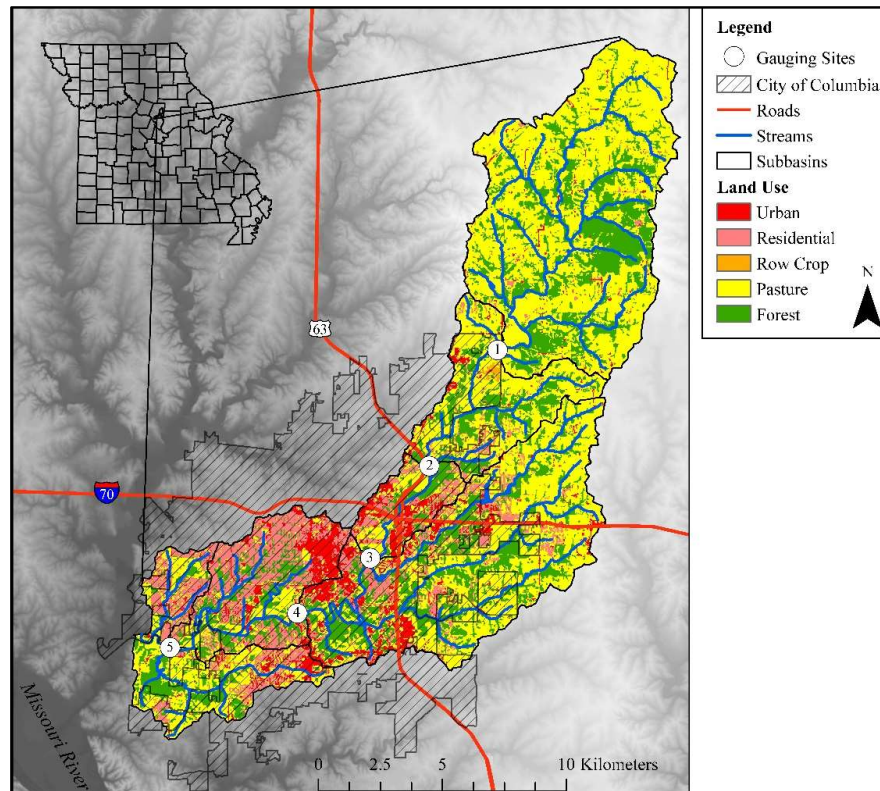 Legend
Gauging Sites
City of Columbia
Roads
Streams
Subbasins
Land Use
Urban
Residential
Row Crop
Pasture
Forest
N
63
1
2
70
3
4
5
Missouri River
0 2.5 5 10 Kilometers